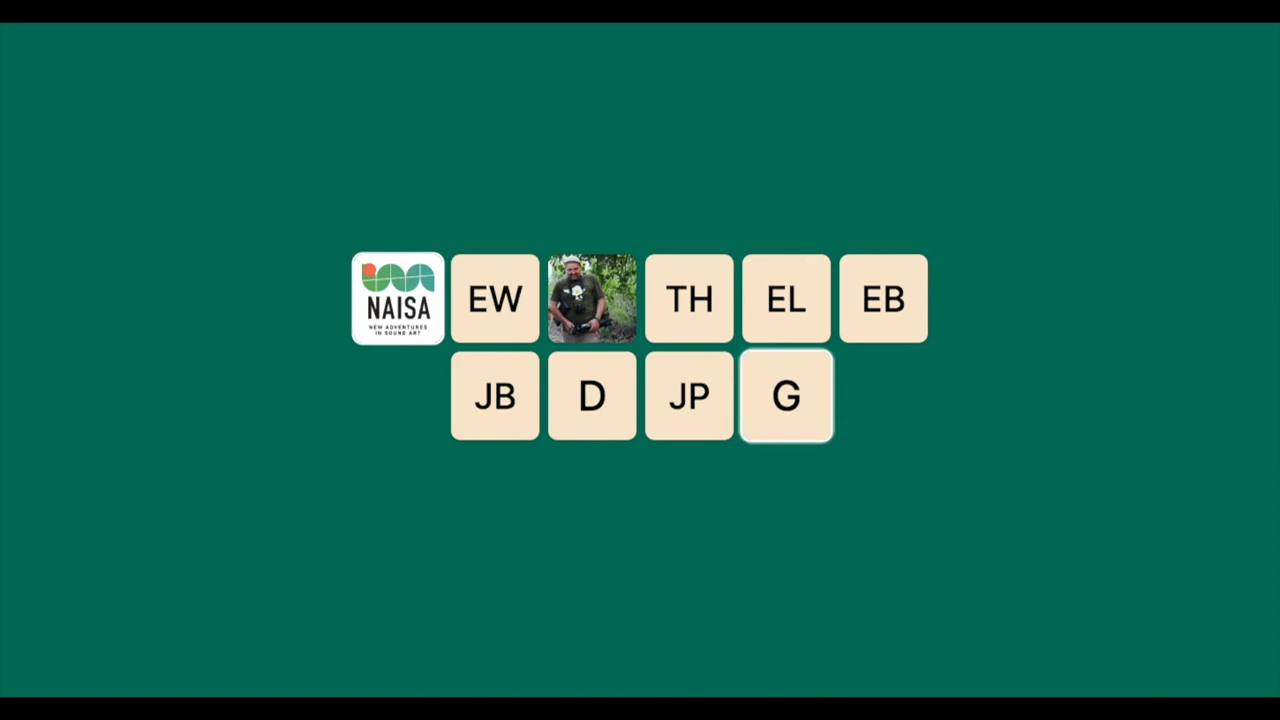 NAISA
NEW ADVENTURES
IN SOUND ART
EW
TH
EL
EB
JB
D
JP
G